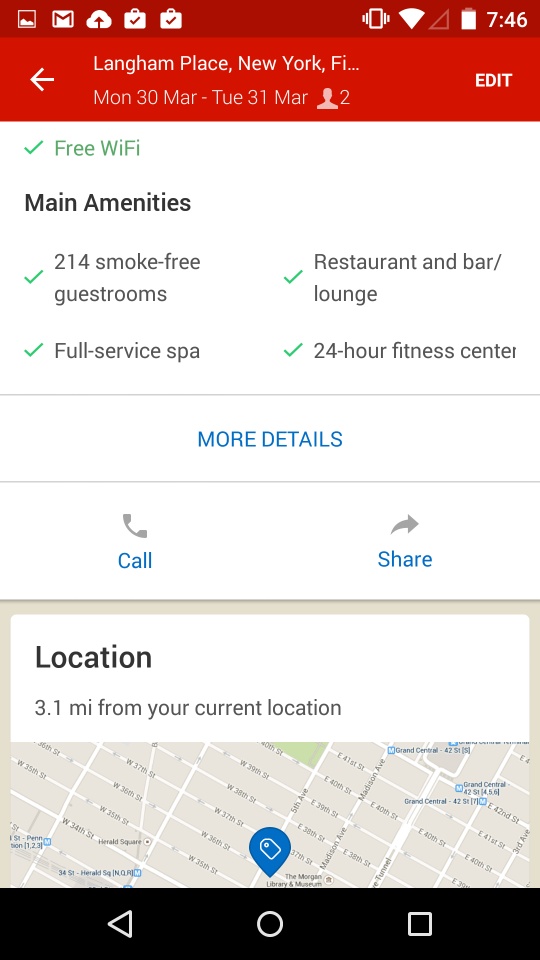 7:46
Langham Place, New York, Fi...
Mon 30 Mar - Tue 31 Mar 2
EDIT
Free WiFi
Main Amenities
214 smoke-free
guestrooms
Restaurant and bar/
lounge
Full-service spa
24-hour fitness center
MORE DETAILS
Call
Share
Location
3.1 mi from your current location
W 36th St
W 35th St
W 37th St
W 36th St
W 34th St
W 38th St
W 37th St
W 36th St
W 35th St
40th St
5th Ave
E 41st St
E 40th St
E 39th St
E 38th St
E 39th St
E 38th St
Madison Ave
Madison Ave
Grand Central - 42 St [S]
Grand Central
- 42 St [4,5,6]
Grand Central - 42 St [7]
E 42nd St
E 41st St
E 40th St
3rd Ave
Herald Square
34 St - Herald Sq [N,Q,R]
The Morgan
Library & Museum